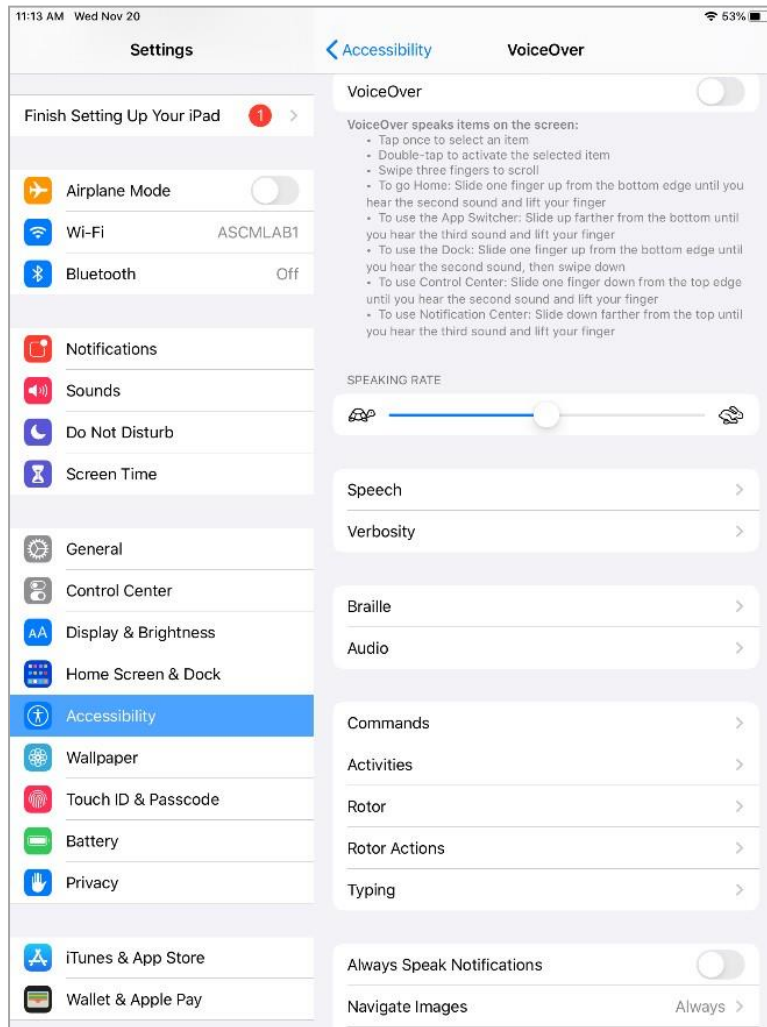 11:13 AM Wed Nov 20
53%
Settings
Finish Setting Up Your iPad 1
Airplane Mode
Wi-Fi ASCMLAB1
Bluetooth Off
Notifications
Sounds
Do Not Disturb
Screen Time
General
Control Center
AA Display & Brightness
Home Screen & Dock
Accessibility
Wallpaper
Touch ID & Passcode
Battery
Privacy
iTunes & App Store
Wallet & Apple Pay
Accessibility
VoiceOver
VoiceOver
VoiceOver speaks items on the screen:
• Tap once to select an item
• Double-tap to activate the selected item
• Swipe three fingers to scroll
• To go Home: Slide one finger up from the bottom edge until you
hear the second sound and lift your finger
• To use the App Switcher: Slide up farther from the bottom until
you hear the third sound and lift your finger
• To use the Dock: Slide one finger up from the bottom edge until
you hear the second sound, then swipe down
• To use Control Center: Slide one finger down from the top edge
until you hear the second sound and lift your finger
• To use Notification Center: Slide down farther from the top until
you hear the third sound and lift your finger
SPEAKING RATE
Speech
Verbosity
Braille
Audio
Commands
Activities
Rotor
Rotor Actions
Typing
Always Speak Notifications
Navigate Images Always